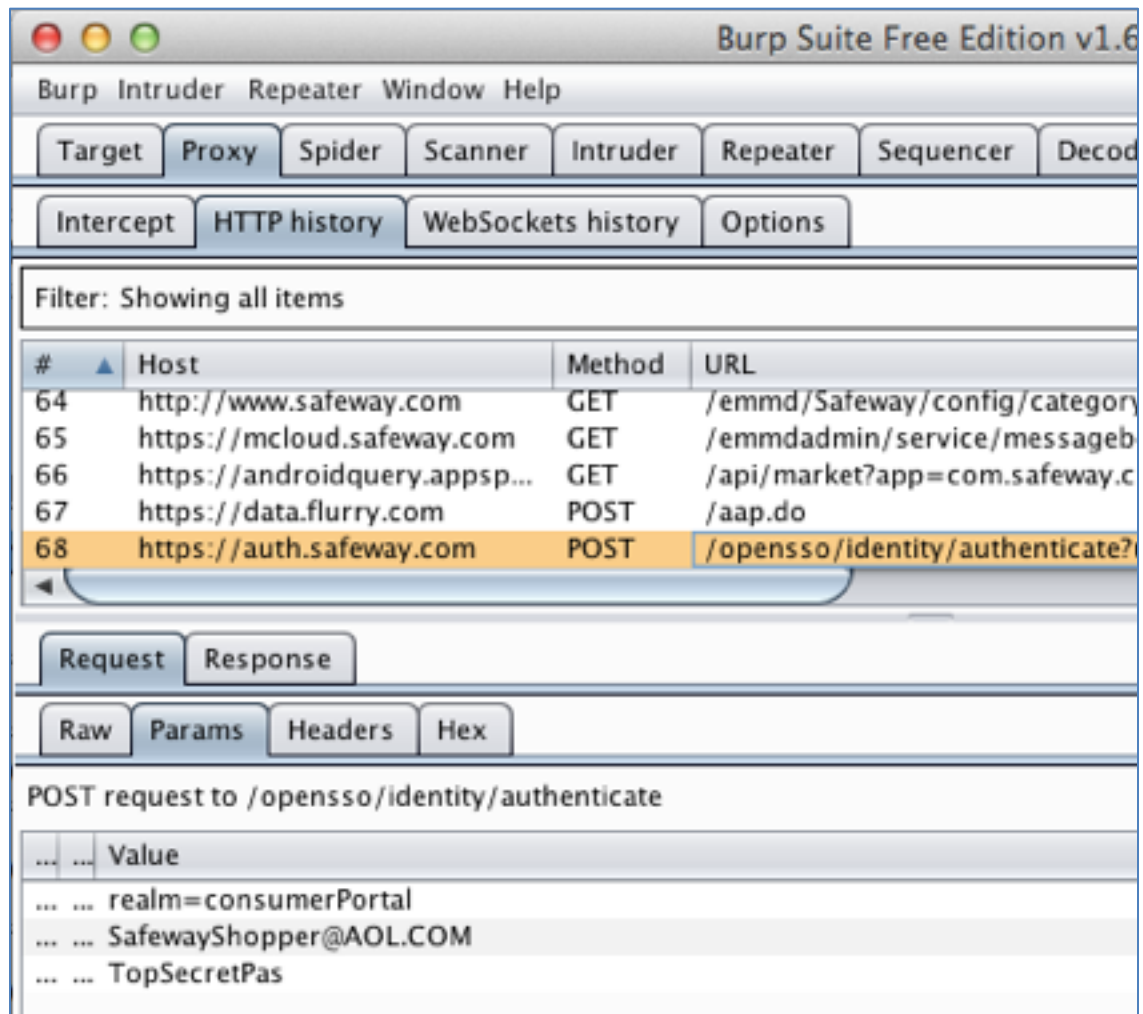 Burp Suite Free Edition v1.6
Burp Intruder Repeater Window Help
Target Proxy Spider Scanner Intruder Repeater Sequencer Decod
Intercept HTTP history WebSockets history Options
Filter: Showing all items
# Host Method URL
64 http://www.safeway.com GET /emmd/Safeway/config/category
65 https://mcloud.safeway.com GET /emmdadmin/service/messageb
66 https://androidquery.appsp... GET /api/market?app=com.safeway.c
67 https://data.flurry.com POST /aap.do
68 https://auth.safeway.com POST /opensso/identity/authenticate?
Request Response
Raw Params Headers Hex
POST request to /opensso/identity/authenticate
... ... Value
... ... realm=consumerPortal
... ... SafewayShopper@AOL.COM
... ... TopSecretPas